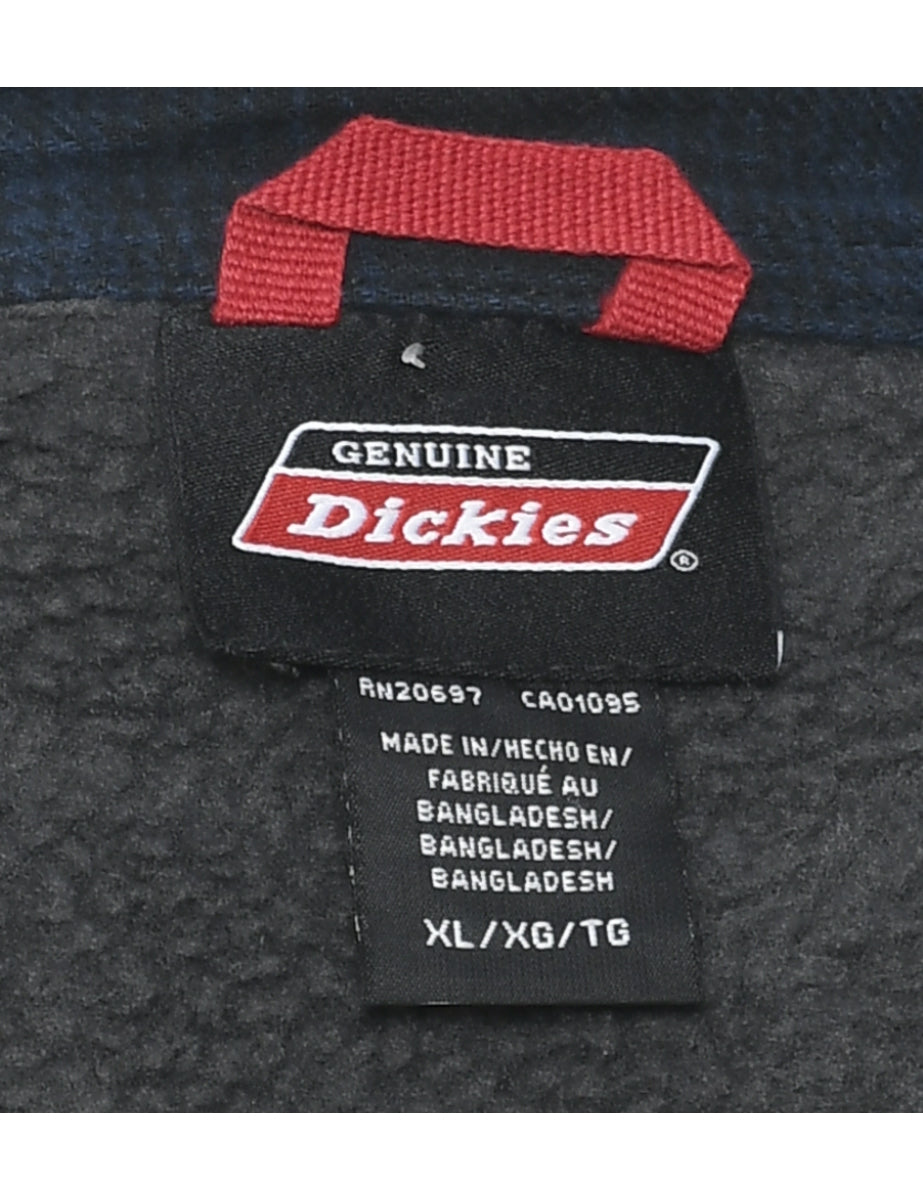 GENUINE
Dickies
®
RN20697 CA01095
MADE IN/HECHO EN/
FABRIQUÉ AU
BANGLADESH/
BANGLADESH/
BANGLADESH
XL/XG/TG